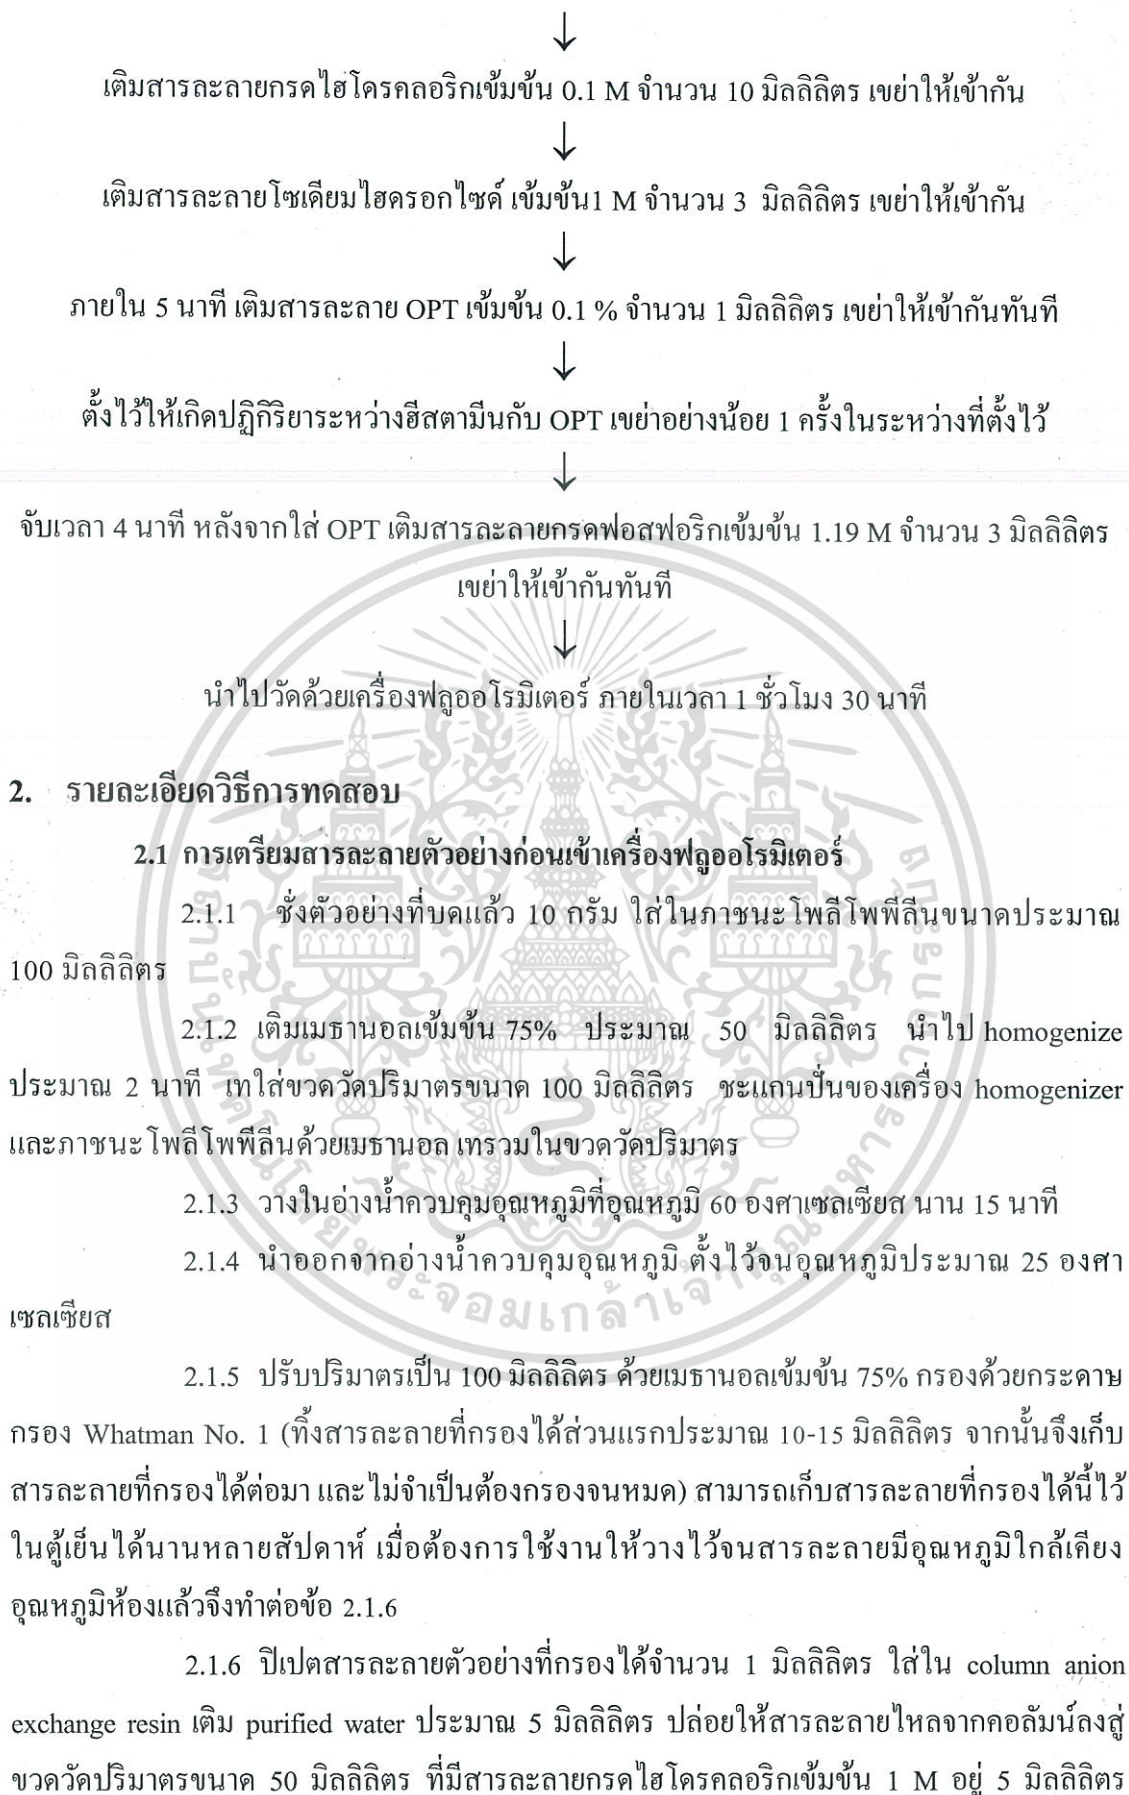 ↓
เติมสารละลายกรดไฮโครคลอริกเข้มข้น 0.1 M จำนวน 10 มิลลิลิตร เขย่าให้เข้ากัน
↓
เติมสารละลายโซเดียมไฮดรอกไซด์ เข้มข้น1 M จำนวน 3 มิลลิลิตร เขย่าให้เข้ากัน
↓
ภายใน 5 นาที เติมสารละลาย OPT เข้มข้น 0.1 % จำนวน 1 มิลลิลิตร เขย่าให้เข้ากันทันที
↓
ตั้งไว้ให้เกิดปฏิกิริยาระหว่างฮีสตามีนกับ OPT เขย่าอย่างน้อย 1 ครั้งในระหว่างที่ตั้งไว้
↓
จับเวลา 4 นาที หลังจากใส่ OPT เติมสารละลายกรดฟอสฟอริกเข้มข้น 1.19 M จำนวน 3 มิลลิลิตร
เขย่าให้เข้ากันทันที
↓
นำไปวัดด้วยเครื่องฟลูออโรมิเตอร์ ภายในเวลา 1 ชั่วโมง 30 นาที
2. รายละเอียดวิธีการทดสอบ
2.1 การเตรียมสารละลายตัวอย่างก่อนเข้าเครื่องฟลูออโรมิเตอร์
2.1.1 ชั่งตัวอย่างที่บดแล้ว 10 กรัม ใส่ในภาชนะโพลีโพพีลีนขนาดประมาณ
100 มิลลิลิตร
2.1.2 เติมเมธานอลเข้มข้น 75% ประมาณ 50 มิลลิลิตร นำไป homogenize
ประมาณ 2 นาที เทใส่ขวดวัดปริมาตรขนาด 100 มิลลิลิตร ชะแกนปั่นของเครื่อง homogenizer
และภาชนะโพลีโพพีลีนด้วยเมธานอล เทรวมในขวดวัดปริมาตร
2.1.3 วางในอ่างน้ำควบคุมอุณหภูมิที่อุณหภูมิ 60 องศาเซลเซียส นาน 15 นาที
2.1.4 นำออกจากอ่างน้ำควบคุมอุณหภูมิ ตั้งไว้จนอุณหภูมิประมาณ 25 องศา
เซลเซียส
2.1.5 ปรับปริมาตรเป็น 100 มิลลิลิตร ด้วยเมธานอลเข้มข้น 75% กรองด้วยกระดาษ
กรอง Whatman No. 1 (ทิ้งสารละลายที่กรองได้ส่วนแรกประมาณ 10-15 มิลลิลิตร จากนั้นจึงเก็บ
สารละลายที่กรองได้ต่อมา และไม่จำเป็นต้องกรองจนหมด) สามารถเก็บสารละลายที่กรองได้นี้ไว้
ในตู้เย็นได้นานหลายสัปดาห์ เมื่อต้องการใช้งานให้วางไว้จนสารละลายมีอุณหภูมิใกล้เคียง
อุณหภูมิห้องแล้วจึงทำต่อข้อ 2.1.6
2.1.6 ปิเปตสารละลายตัวอย่างที่กรองได้จำนวน 1 มิลลิลิตร ใส่ใน column anion
exchange resin เติม purified water ประมาณ 5 มิลลิลิตร ปล่อยให้สารละลายไหลจากคอลัมน์ลงสู่
ขวดวัดปริมาตรขนาด 50 มิลลิลิตร ที่มีสารละลายกรดไฮโครคลอริกเข้มข้น 1 M อยู่ 5 มิลลิลิตร
สถาบันเทคโนโลยีพระจอมเกล้าเจ้าคุณทหารลาดกระบัง